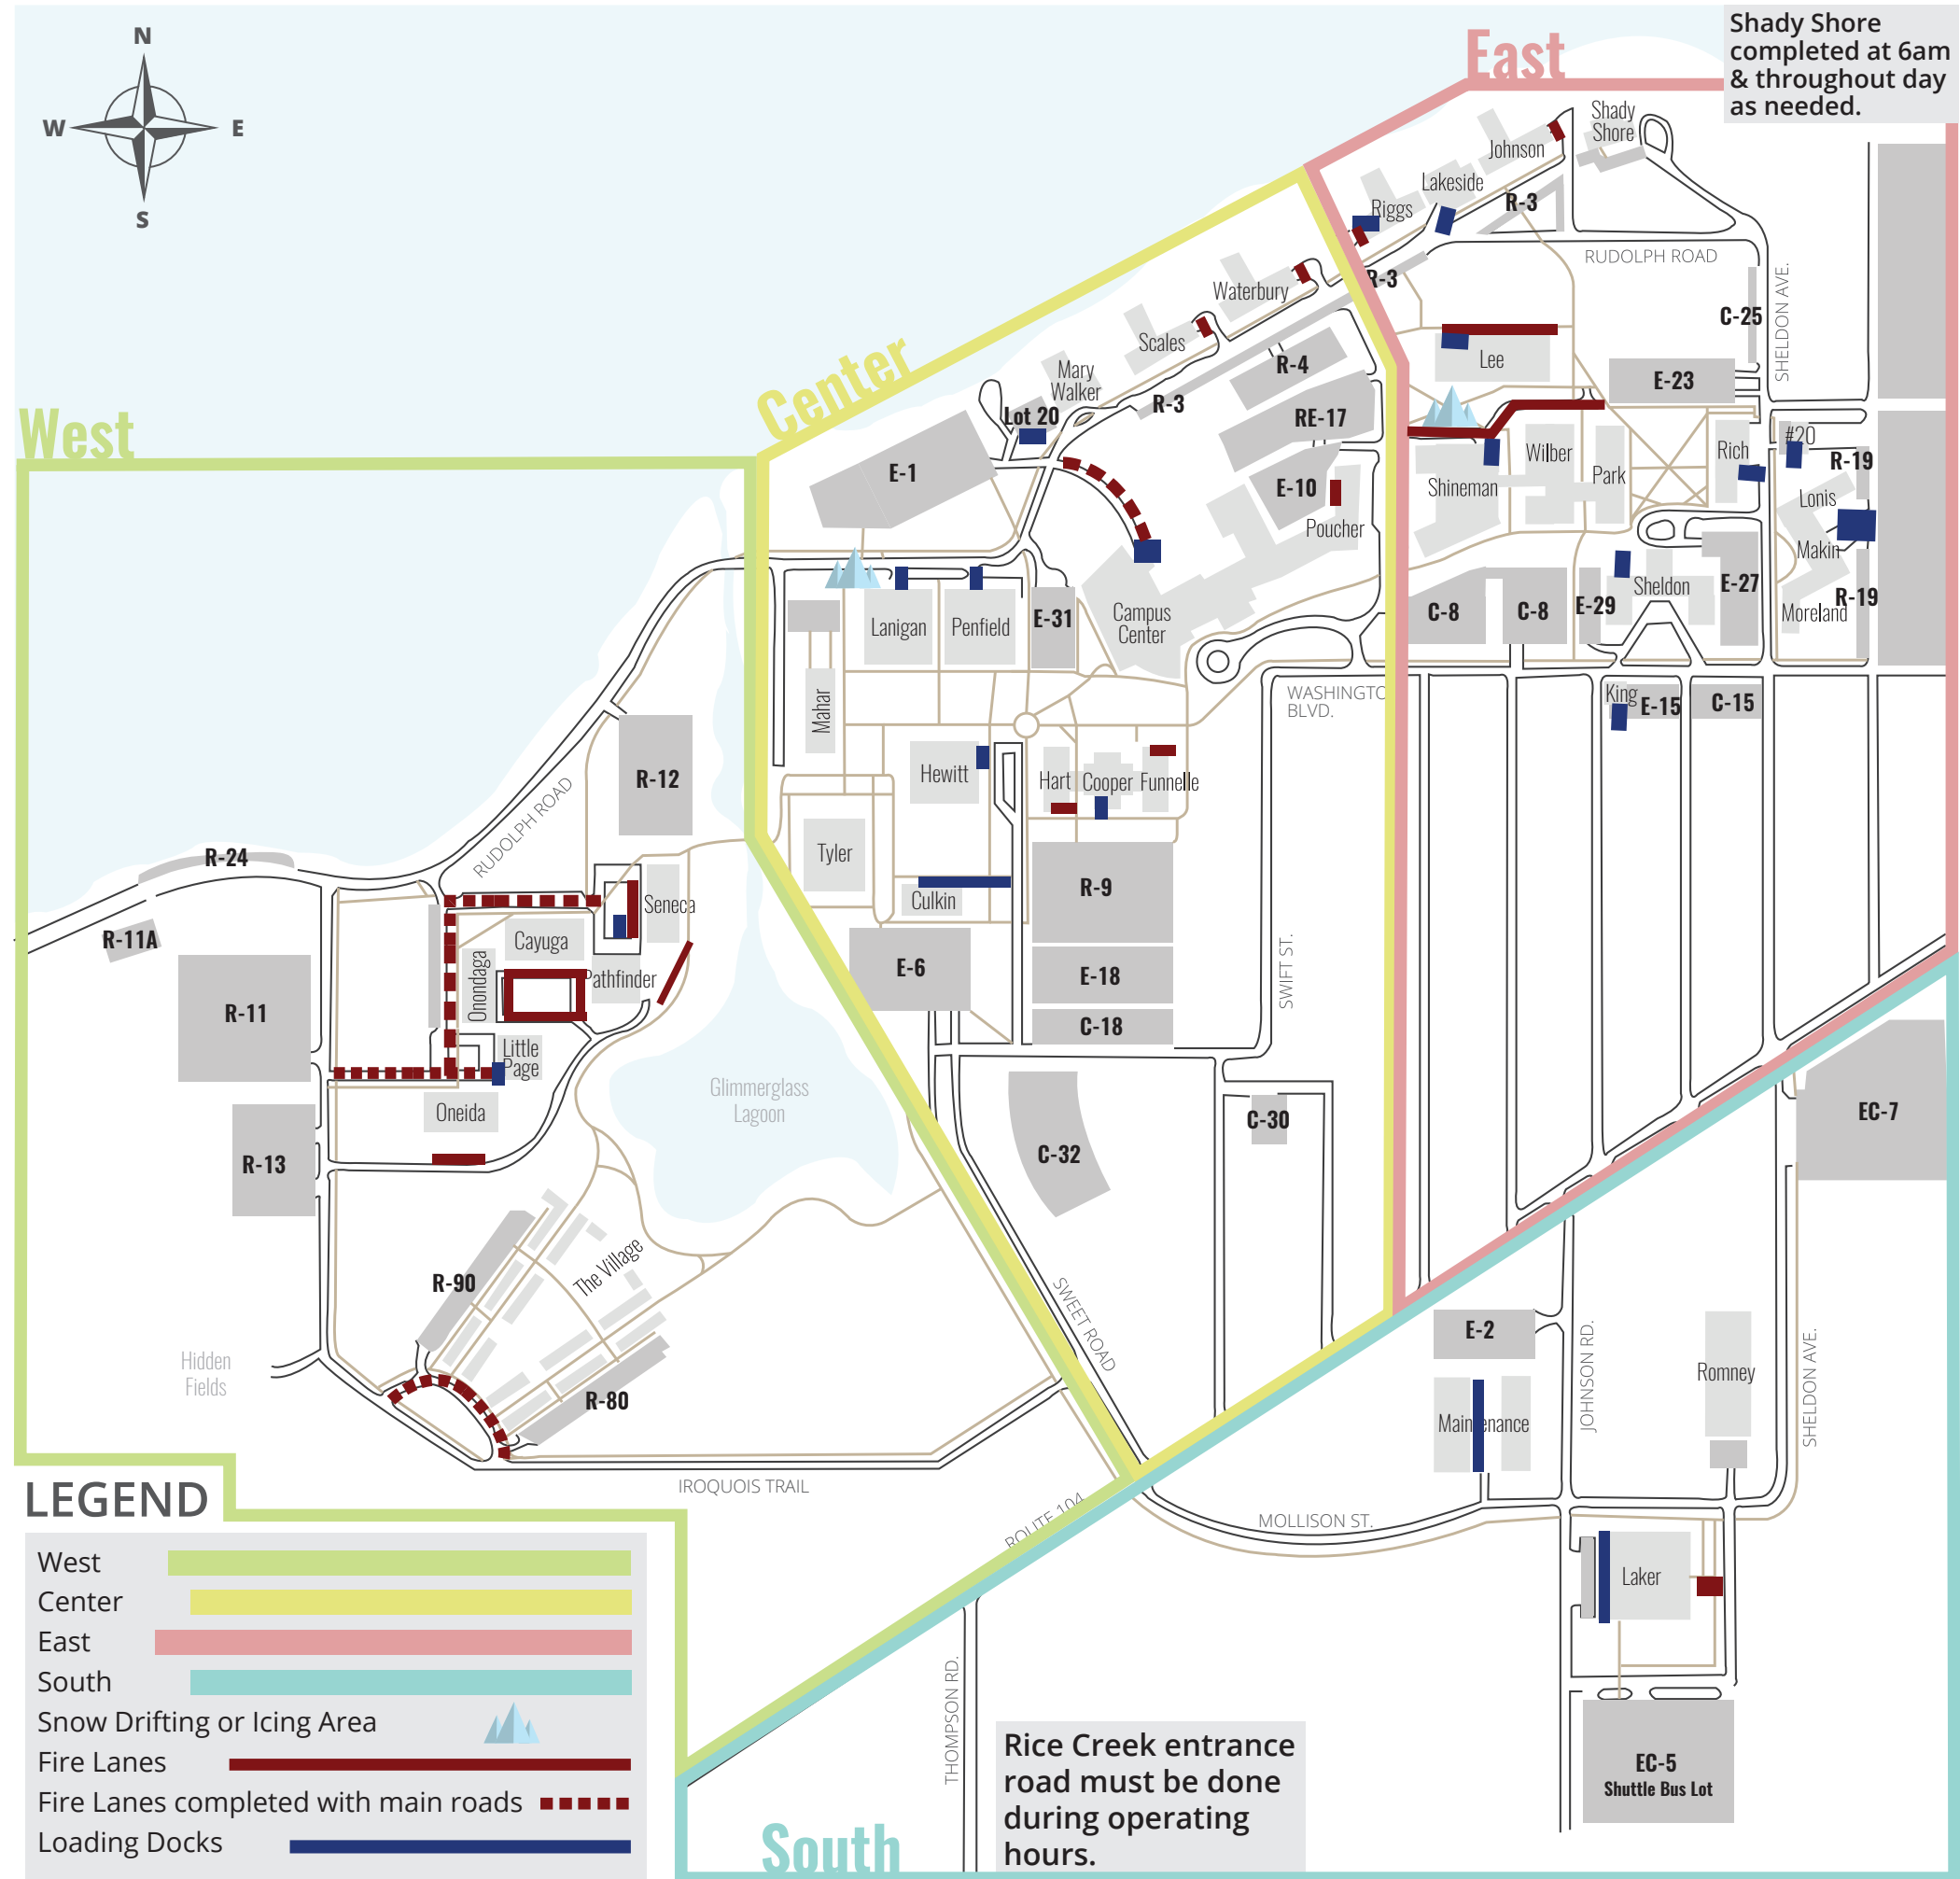 N
W
E
S
Shady Shore
completed at 6am
& throughout day
as needed.
East
Shady
Shore
Johnson
Lakeside
Riggs
R-3
RUDOLPH ROAD
Waterbury
R-3
C-25
SHELDON AVE.
Center
Scales
Lee
Mary
Walker
R-4
E-23
R-3
Lot 20
RE-17
West
#20
Rich
Wilber
R-19
E-1
Park
E-10
Shineman
Lonis
Poucher
Makin
Sheldon
E-27
R-19
E-29
Moreland
C-8
C-8
E-31
Campus
Center
Lanigan
Penfield
WASHINGTO
BLVD.
King
E-15
C-15
Mahar
Hewitt
Hart
Cooper
Funnelle
R-12
RUDOLPH ROAD
Tyler
R-24
R-9
Culkin
Seneca
R-11A
Cayuga
E-6
E-18
SWIFT ST.
Onondaga
Pathfinder
R-11
C-18
Little
Page
Glimmerglass
Lagoon
Oneida
C-30
EC-7
C-32
R-13
The Village
R-90
SWEET ROAD
E-2
Hidden
Fields
JOHNSON RD.
Romney
SHELDON AVE.
R-80
Maintenance
IROQUOIS TRAIL
ROUTE 104
MOLLISON ST.
Laker
LEGEND
West
Center
East
South
Snow Drifting or Icing Area
Fire Lanes
Fire Lanes completed with main roads
Loading Docks
THOMPSON RD.
Rice Creek entrance
road must be done
during operating
hours.
EC-5
Shuttle Bus Lot
South